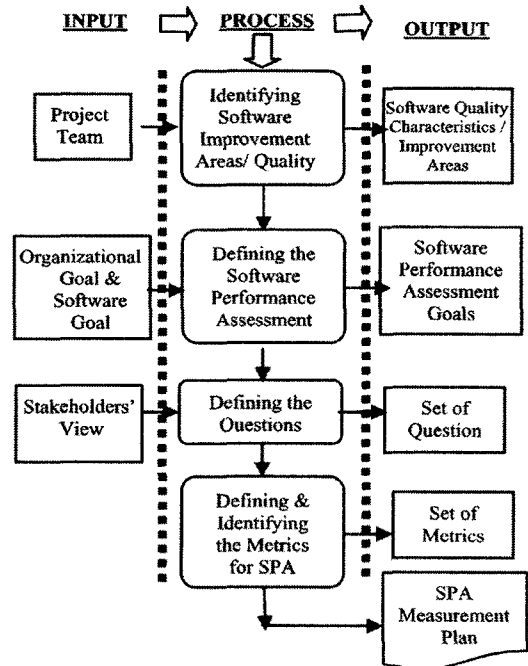 INPUT
PROCESS
OUTPUT
Project
Team
Identifying
Software
Improvement
Areas/ Quality
Software Quality
Characteristics /
Improvement
Areas
Organizational
Goal &
Software
Goal
Defining the
Software
Performance
Assessment
Software
Performance
Assessment
Goals
Stakeholders'
View
Defining the
Questions
Set of
Question
Defining &
Identifying
the Metrics
for SPA
Set of
Metrics
SPA
Measurement
Plan